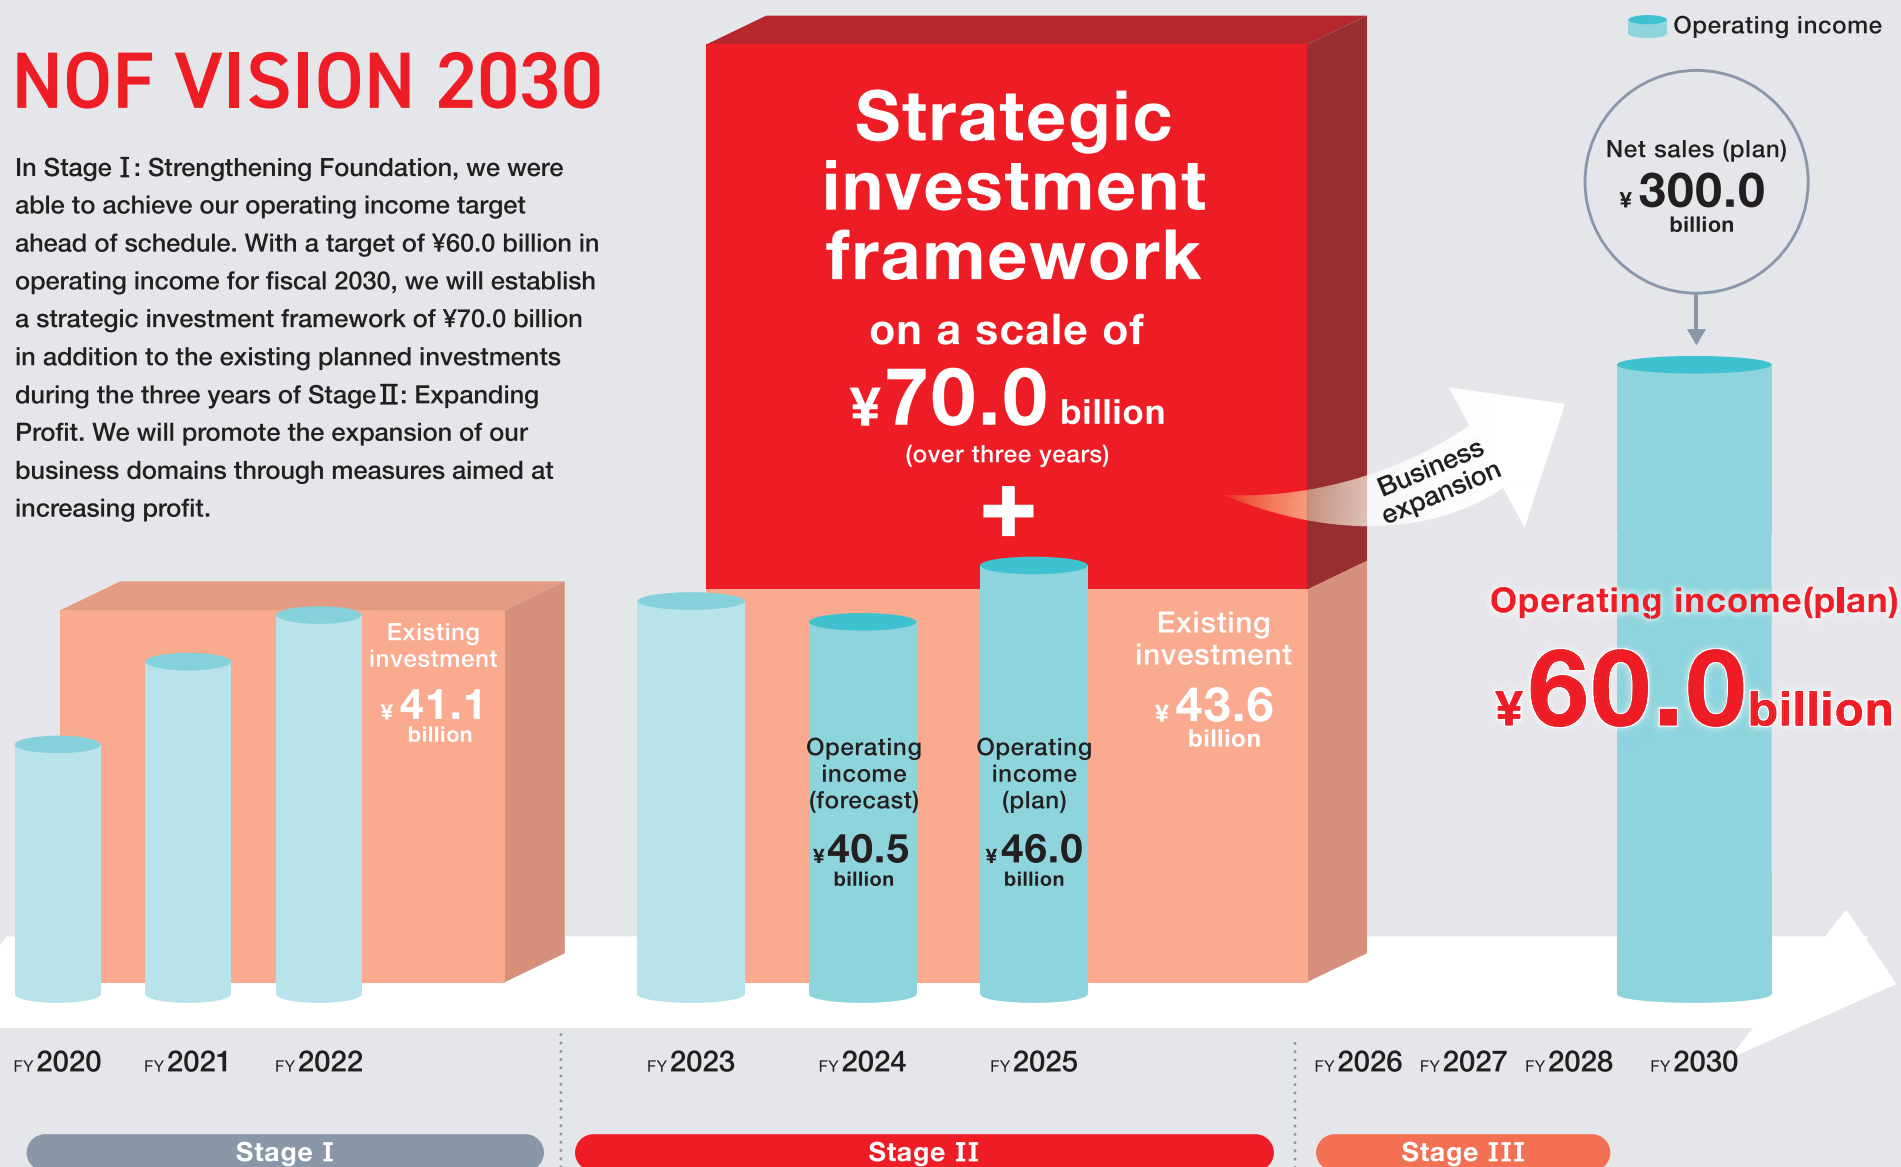 NOF VISION 2030
In Stage Ⅰ: Strengthening Foundation, we were
able to achieve our operating income target
ahead of schedule. With a target of ¥60.0 billion in
operating income for fiscal 2030, we will establish
a strategic investment framework of ¥70.0 billion
in addition to the existing planned investments
during the three years of Stage Ⅱ: Expanding
Profit. We will promote the expansion of our
business domains through measures aimed at
increasing profit.
Strategic
investment
framework
on a scale of
¥70.0 billion
(over three years)
+
Operating income
Net sales (plan)
¥300.0
billion
Business
expansion
Existing
investment
¥41.1
billion
Operating
income
(forecast)
¥40.5
billion
Operating
income
(plan)
¥46.0
billion
Existing
investment
¥43.6
billion
Operating income(plan)
¥60.0billion
FY2020 FY2021 FY2022 FY2023 FY2024 FY2025 FY2026 FY2027 FY2028 FY2030
Stage Ⅰ Stage Ⅱ Stage Ⅲ